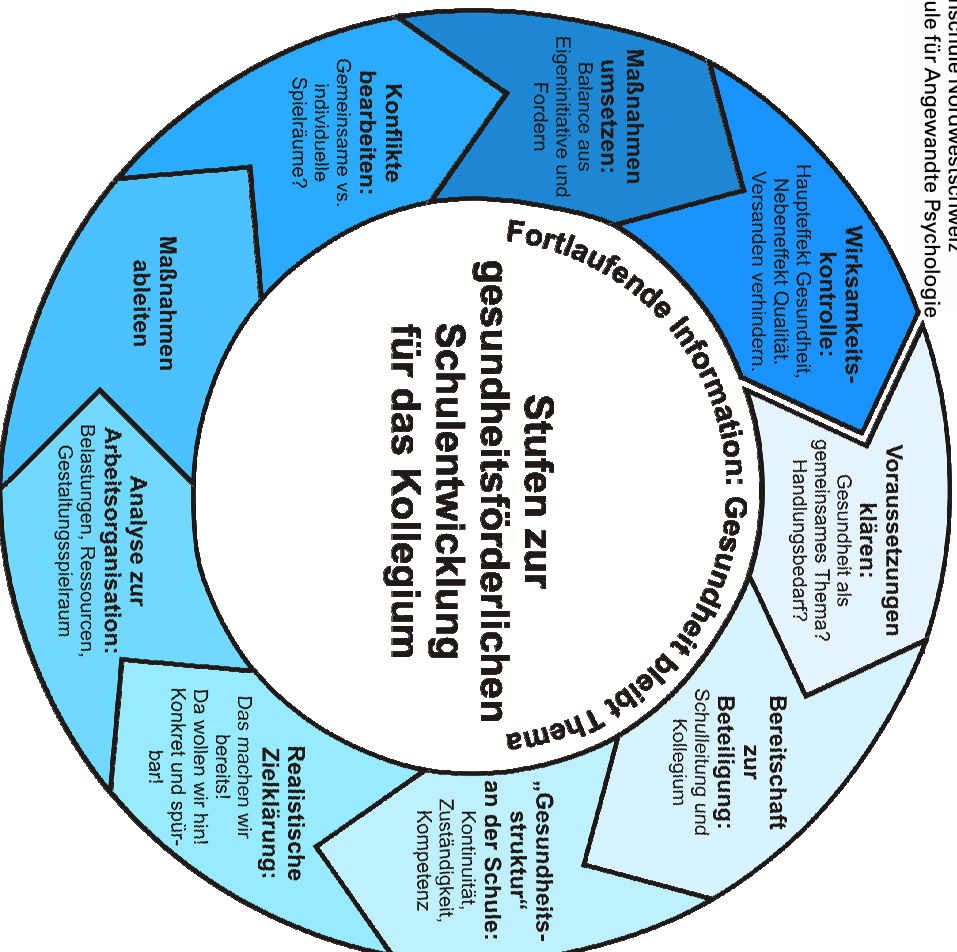 Stufen zur
gesundheitsförderlichen
Schulentwicklung
für das Kollegium
Fortlaufende Information: Gesundheit bleibt Thema
Voraussetzungen
klären:
Gesundheit als
gemeinsames Thema?
Handlungsbedarf?
Bereitschaft
zur
Beteiligung:
Schulleitung und
Kollegium
„Gesundheits-
struktur“
an der Schule:
Kontinuität,
Zuständigkeit,
Kompetenz
Realistische
Zielklärung:
Das machen wir
bereits!
Da wollen wir hin!
Konkret und spür-
bar!
Analyse zur
Arbeitsorganisation:
Belastungen, Ressourcen,
Gestaltungsspielraum
Maßnahmen
ableiten
Konflikte
bearbeiten:
Gemeinsame vs.
individuelle
Spielräume?
Maßnahmen
umsetzen:
Balance aus
Eigeninitiative und
Fordern
Wirksamkeits-
kontrolle:
Haupteffekt Gesundheit,
Nebeneffekt Qualität.
Versanden verhindern.
Nordwestschweiz
für Angewandte Psychologie